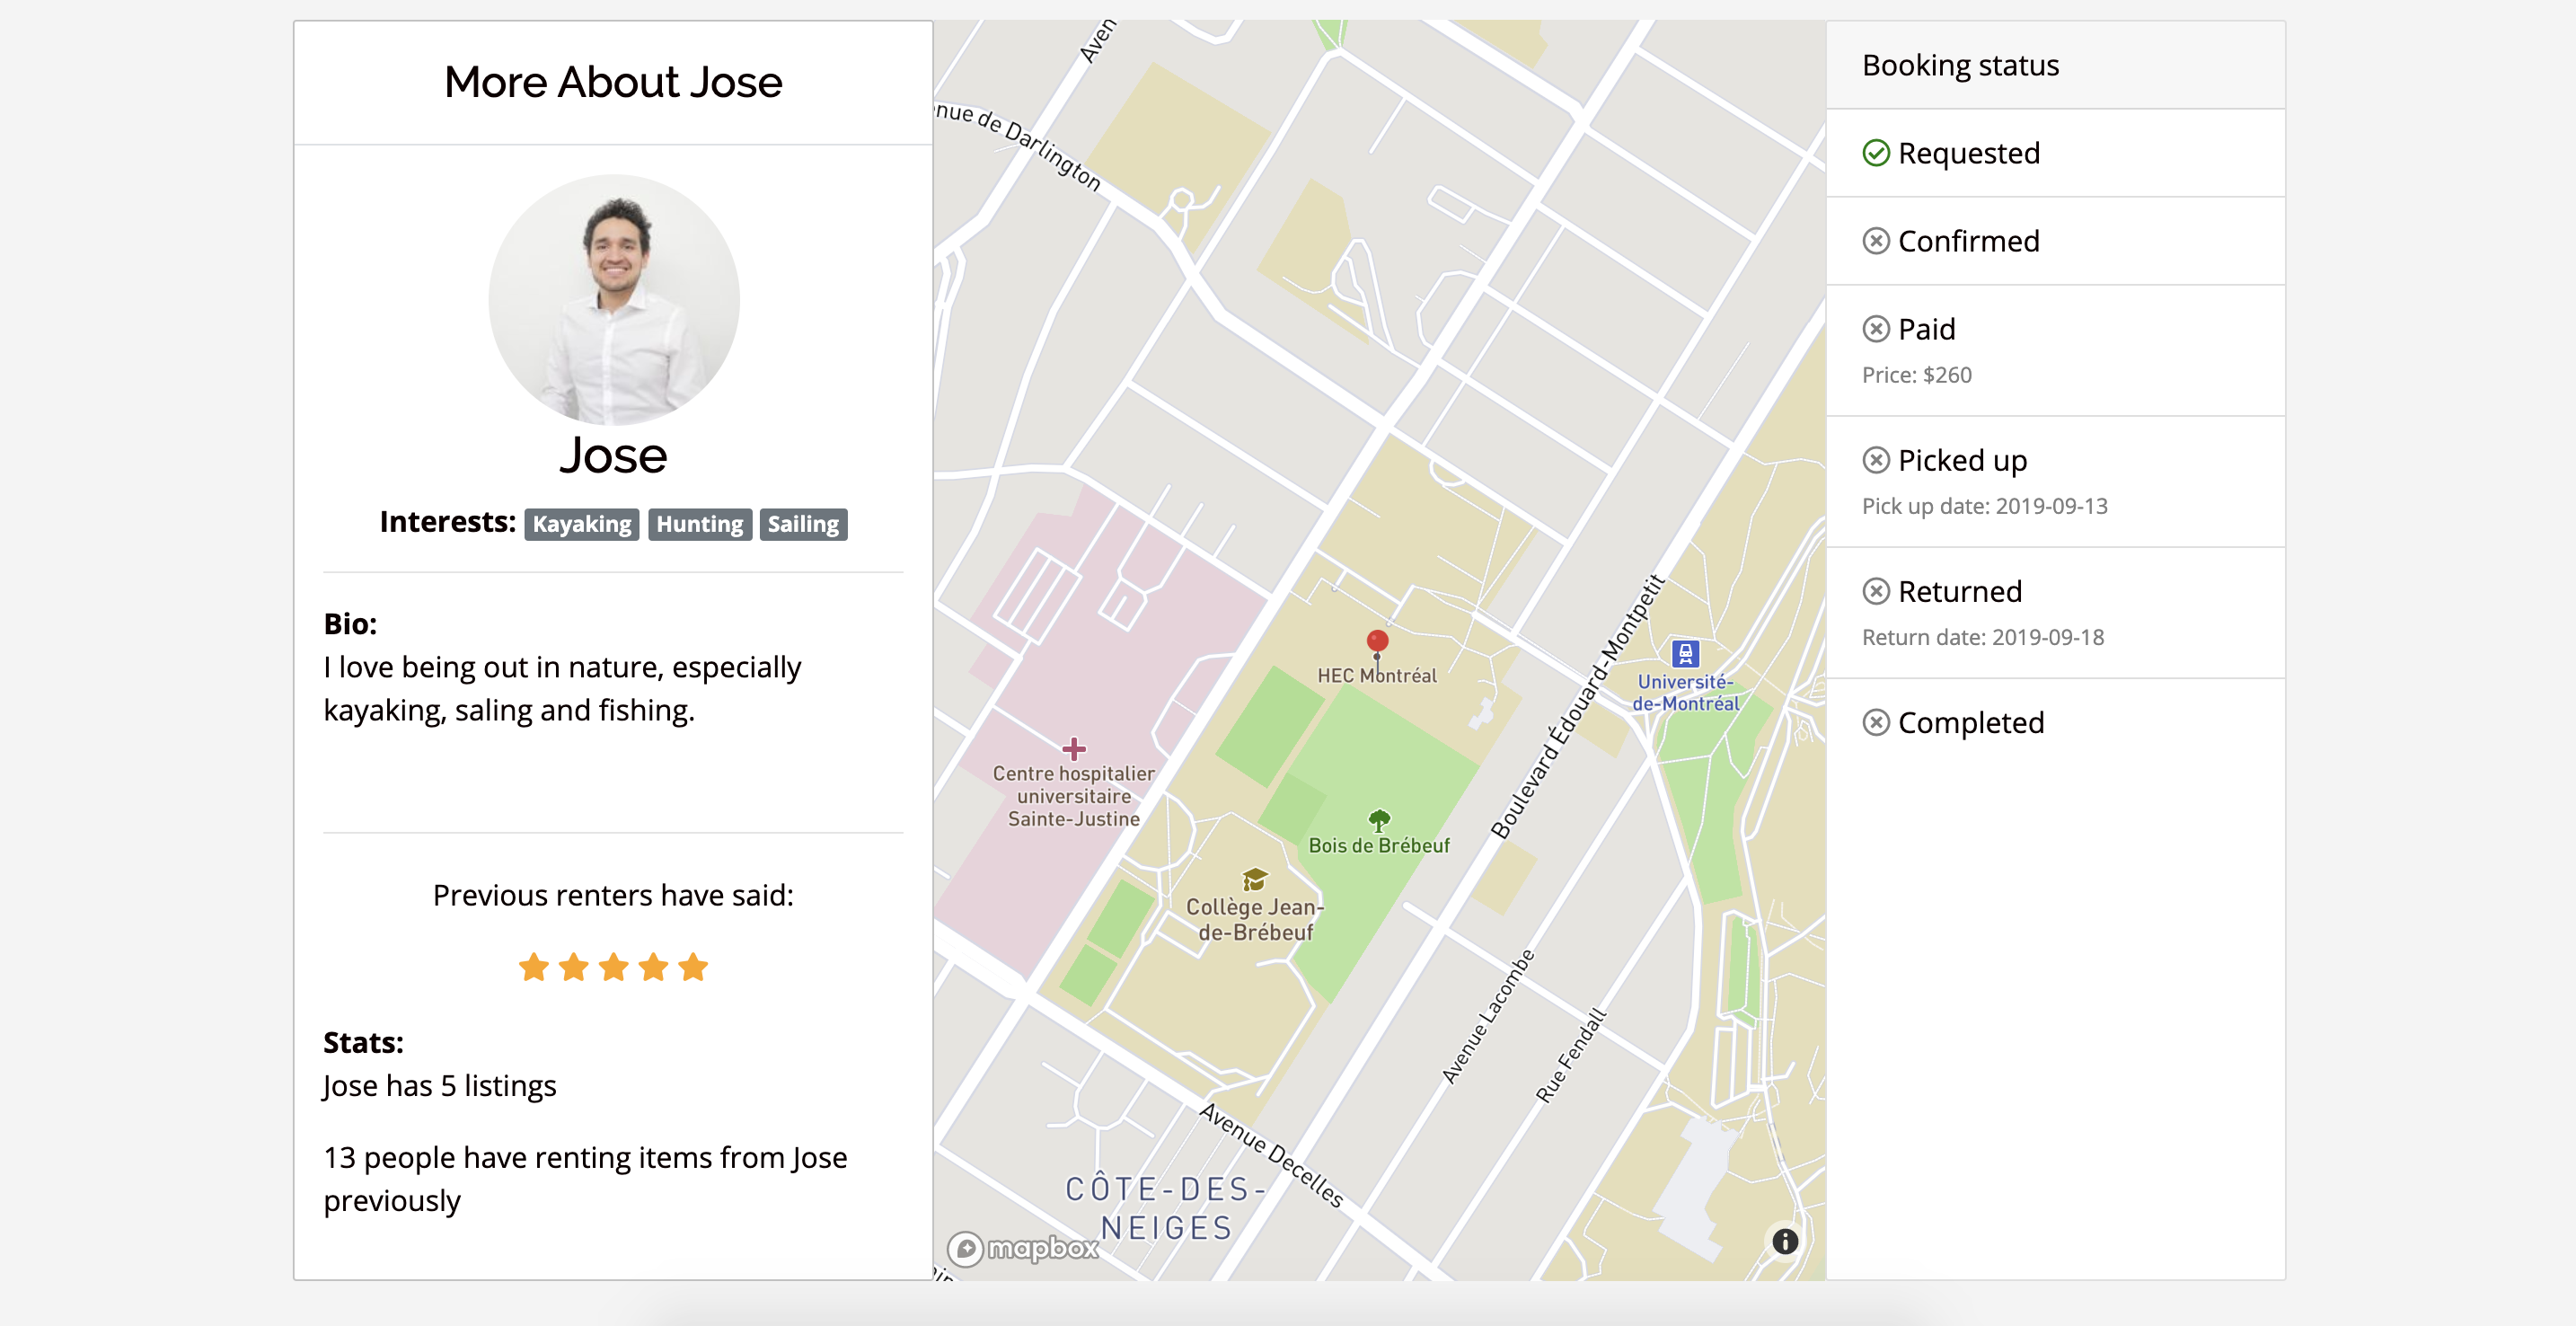 More About Jose
Jose
Interests: Kayaking Hunting Sailing
Bio:
I love being out in nature, especially
kayaking, saling and fishing.
Previous renters have said:
Stats:
Jose has 5 listings
13 people have renting items from Jose
previously
Aven
nue de Darlington
HEC Montréal
Boulevard Édouard-Montpetit
Université-
de-Montréal
Centre hospitalier
universitaire
Sainte-Justine
Bois de Brébeuf
Collège Jean-
de-Brébeuf
Avenue Lacombe
Rue Fendall
Avenue Decelles
CÔTE-DES-
NEIGES
mapbox
Booking status
Requested
Confirmed
Paid
Price: $260
Picked up
Pick up date: 2019-09-13
Returned
Return date: 2019-09-18
Completed